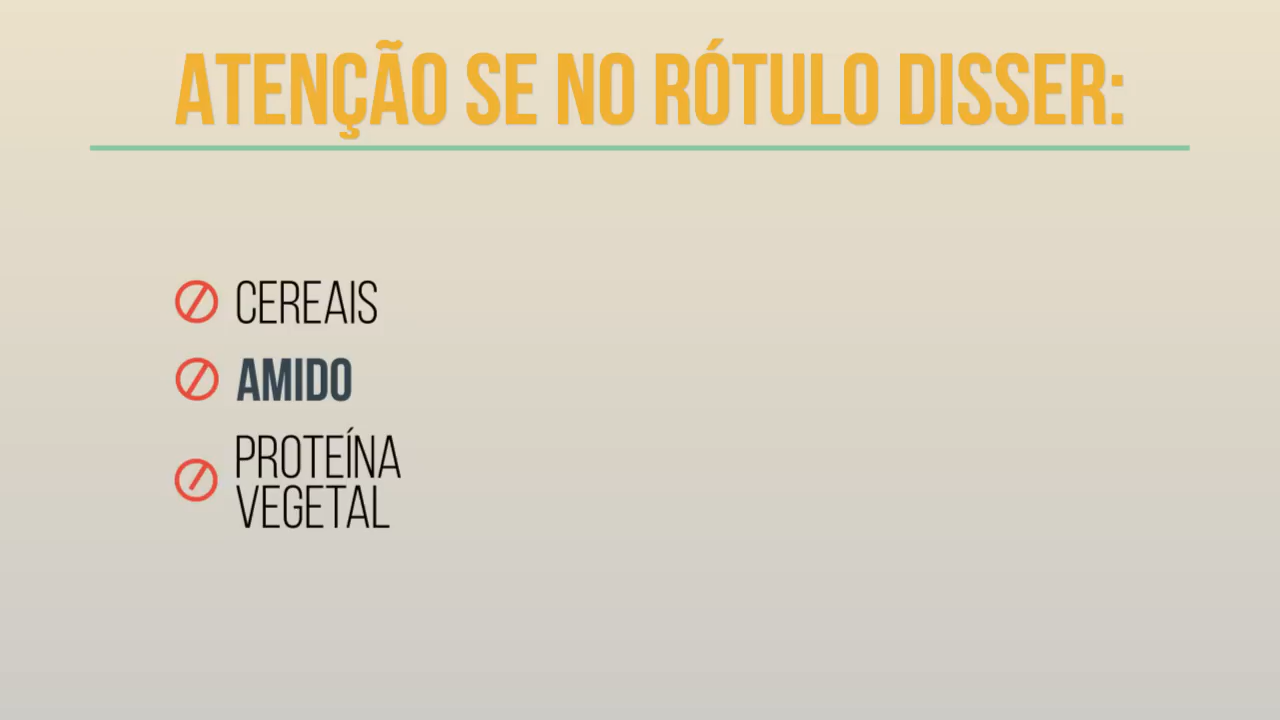 ATENÇÃO SE NO RÓTULO DISSER:
CEREAIS
AMIDO
PROTEÍNA
VEGETAL